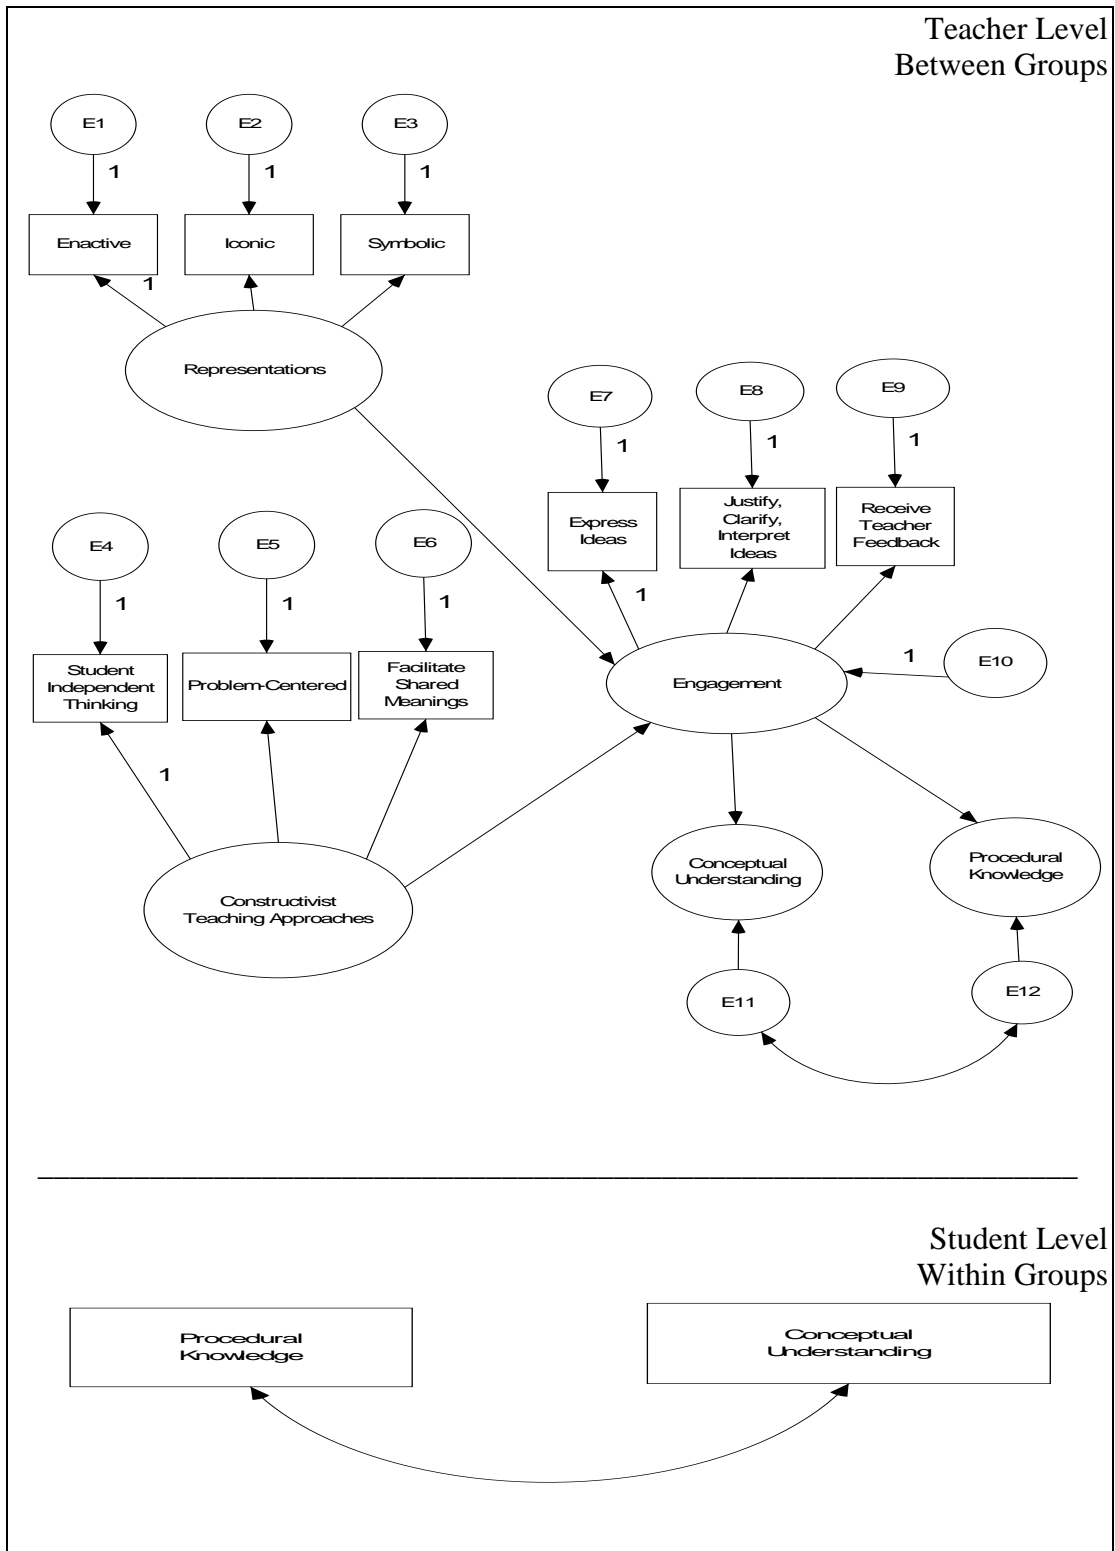 Teacher Level
Between Groups
E1
E2
E3
1
1
1
Enactive
Iconic
Symbolic
1
Representations
E7
E8
E9
1
1
1
Express
Ideas
Justify,
Clarify,
Interpret
Ideas
Receive
Teacher
Feedback
E4
E5
E6
1
1
1
1
Student
Independent
Thinking
Problem-Centered
Facilitate
Shared
Meanings
1
E10
Engagement
1
Constructivist
Teaching Approaches
Conceptual
Understanding
Procedural
Knowledge
E11
E12
Student Level
Within Groups
Procedural
Knowledge
Conceptual
Understanding